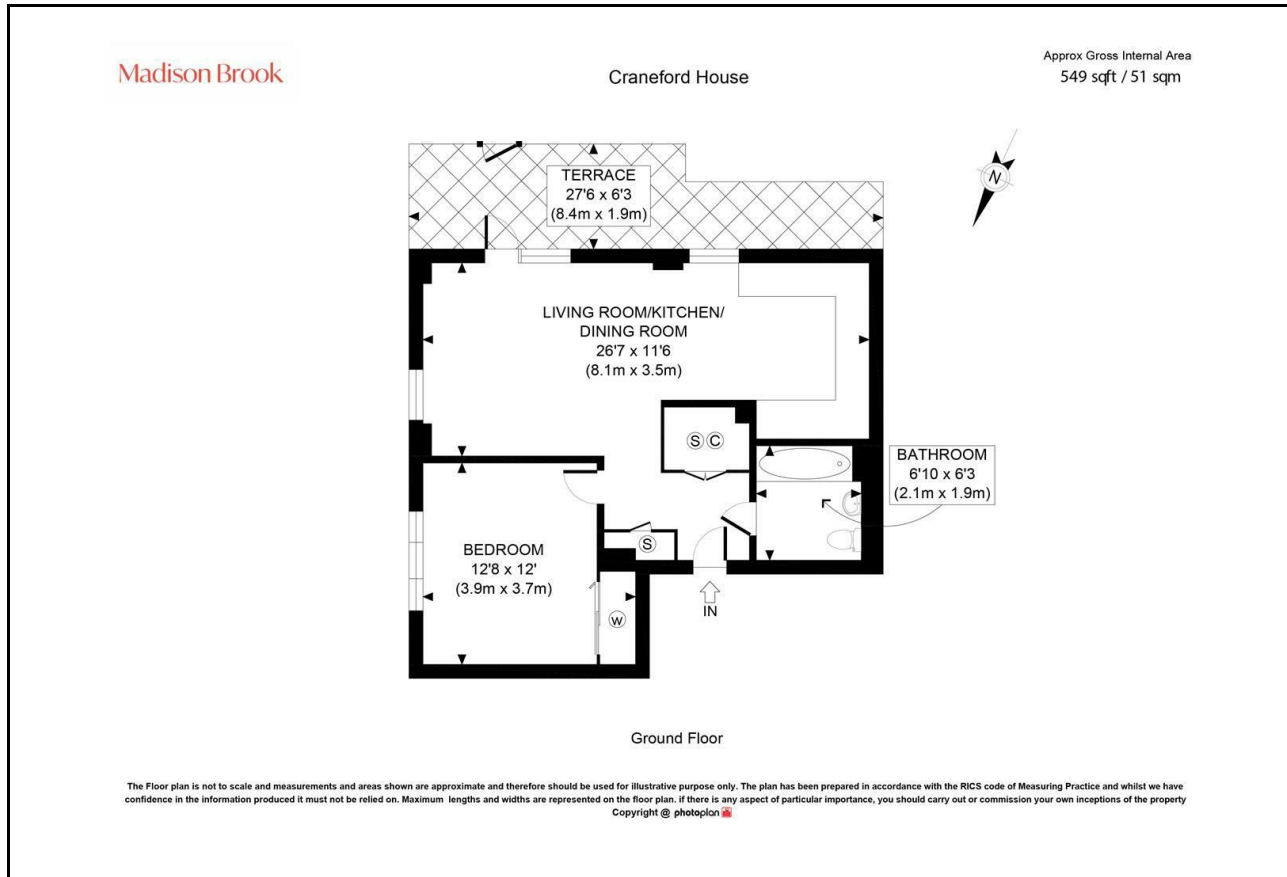 Madison Brook
Craneford House
Approx Gross Internal Area
549 sqft / 51 sqm
TERRACE
27'6 x 6'3
(8.4m x 1.9m)
N
LIVING ROOM/KITCHEN/
DINING ROOM
26'7 x 11'6
(8.1m x 3.5m)
S C
BATHROOM
6'10 x 6'3
(2.1m x 1.9m)
S
BEDROOM
12'8 x 12'
(3.9m x 3.7m)
W
IN
Ground Floor
The Floor plan is not to scale and measurements and areas shown are approximate and therefore should be used for illustrative purpose only. The plan has been prepared in accordance with the RICS code of Measuring Practice and whilst we have
confidence in the information produced it must not be relied on. Maximum lengths and widths are represented on the floor plan. if there is any aspect of particular importance, you should carry out or commission your own inceptions of the property
Copyright @ photoplan